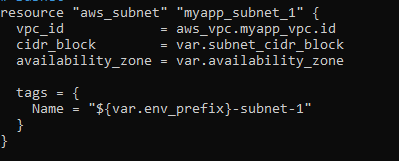 resource "aws_subnet" "myapp_subnet_1" {
  vpc_id            = aws_vpc.myapp_vpc.id
  cidr_block        = var.subnet_cidr_block
  availability_zone = var.availability_zone

  tags = {
    Name = "${var.env_prefix}-subnet-1"
  }
}